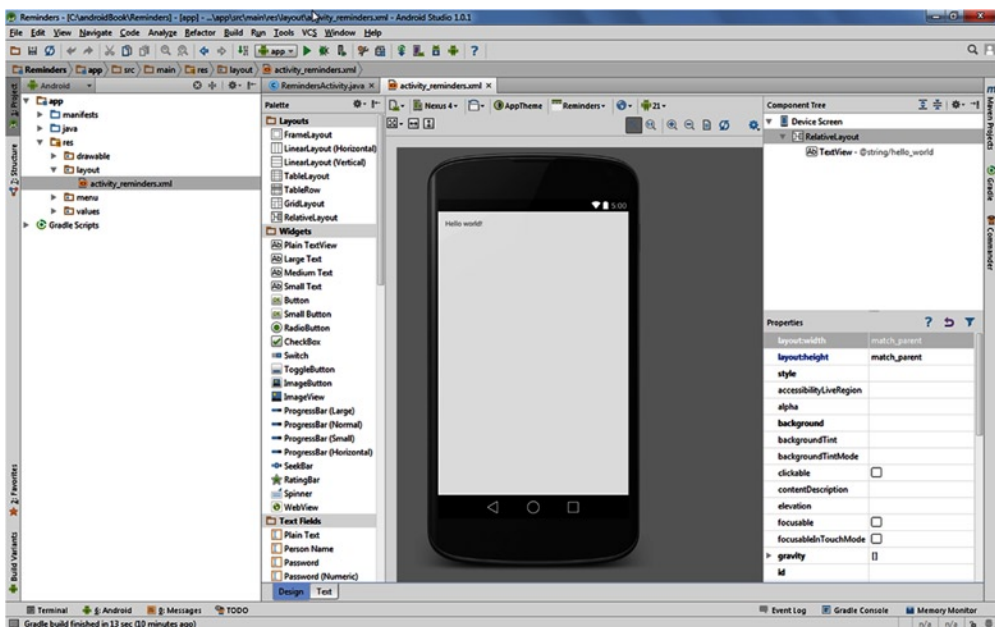 Reminders - [C:\androidBook\Reminders] - [app] - ...\app\src\main\res\layout\activity_reminders.xml - Android Studio 1.0.1
File Edit View Navigate Code Analyze Refactor Build Run Tools VCS Window Help
app
Reminders app src main res layout activity_reminders.xml
Android
RemindersActivity.java activity_reminders.xml
1: Project
Structure
2: Favorites
Build Variants
app
manifests
java
res
drawable
layout
activity_reminders.xml
menu
values
Gradle Scripts
Palette
Layouts
FrameLayout
LinearLayout (Horizontal)
LinearLayout (Vertical)
TableLayout
TableRow
GridLayout
RelativeLayout
Widgets
Plain TextView
Large Text
Medium Text
Small Text
Button
Small Button
RadioButton
CheckBox
Switch
ToggleButton
ImageButton
ImageView
ProgressBar (Large)
ProgressBar (Normal)
ProgressBar (Small)
ProgressBar (Horizontal)
SeekBar
RatingBar
Spinner
WebView
Text Fields
Plain Text
Person Name
Password
Password (Numeric)
Nexus 4 AppTheme Reminders 21
5:00
Hello world!
Design Text
Component Tree
Device Screen
RelativeLayout
TextView - @string/hello_world
Properties
layout:width match_parent
layout:height match_parent
style
accessibilityLiveRegion
alpha
background
backgroundTint
backgroundTintMode
clickable
contentDescription
elevation
focusable
focusableInTouchMode
gravity []
id
Maven Projects
Gradle
Commander
Terminal 6: Android 0: Messages TODO Event Log Gradle Console Memory Monitor
Gradle build finished in 13 sec (10 minutes ago) n/a n/a